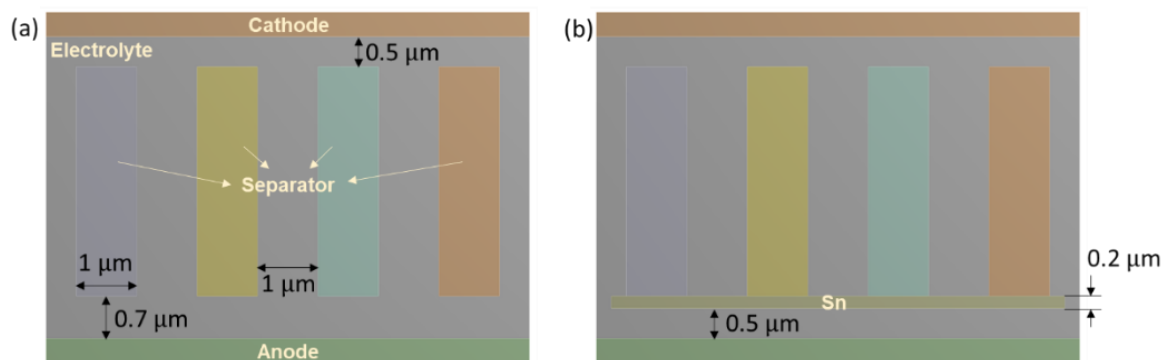 (a)
Cathode
Electrolyte
0.5 μm
Separator
1 μm
1 μm
0.7 μm
Anode
(b)
0.2 μm
Sn
0.5 μm